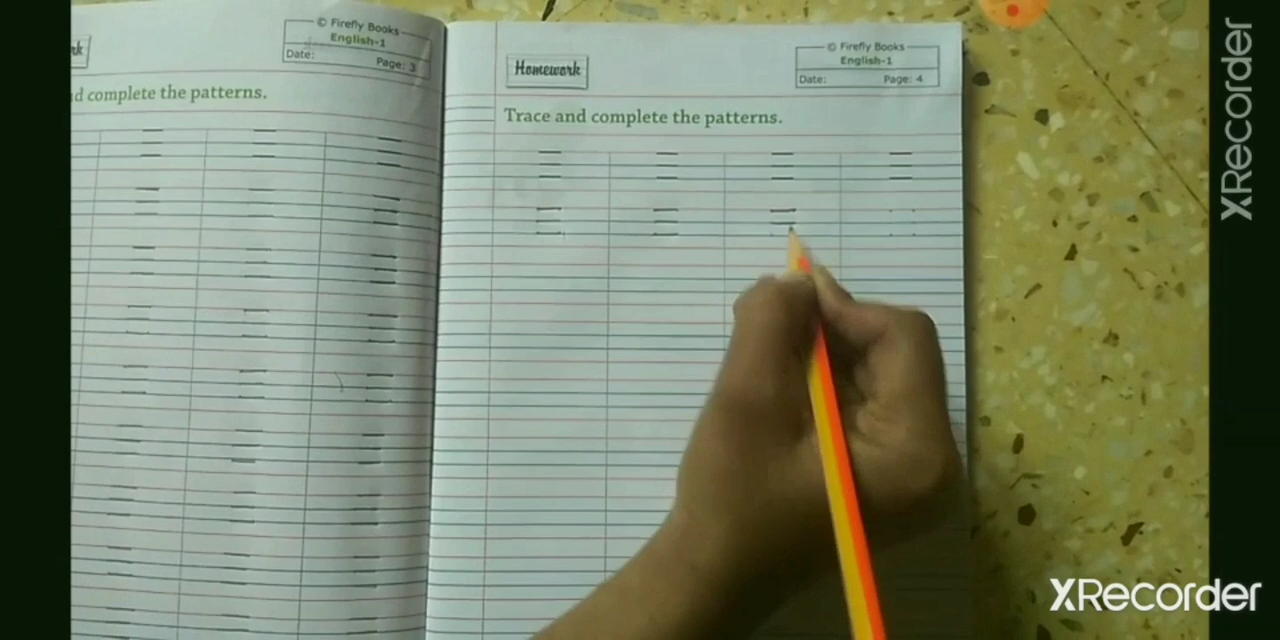 rk
© Firefly Books
English-1
Date: Page: 3
d complete the patterns.
Homework
© Firefly Books
English-1
Date: Page: 4
Trace and complete the patterns.
XRecorder
XRecorder